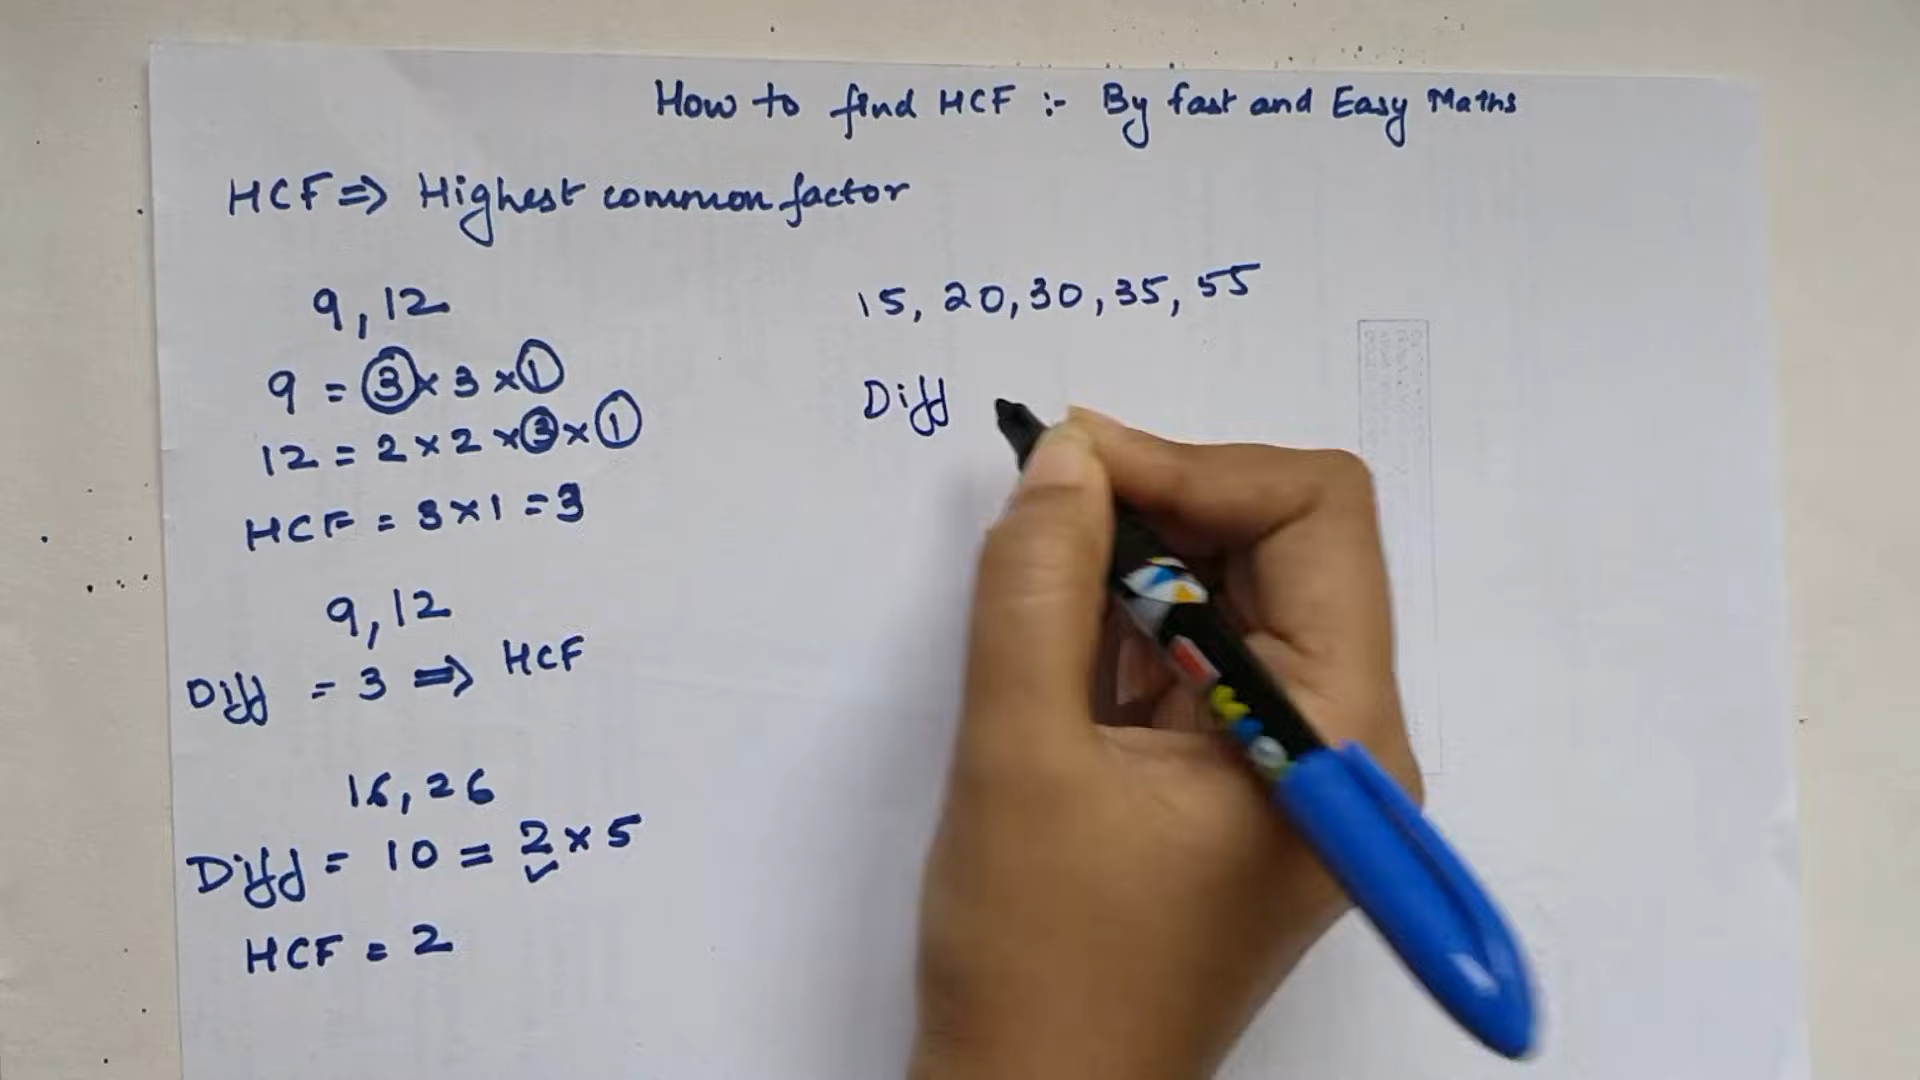 How to find HCF :- By fast and Easy Maths
HCF ⇒ Highest common factor
9, 12
9 = 3 × 3 × 1
12 = 2 × 2 × 3 × 1
HCF = 3 × 1 = 3
9, 12
Diff = 3 ⇒ HCF
16, 26
Diff = 10 = 2 × 5
HCF = 2
15, 20, 30, 35, 55
Diff